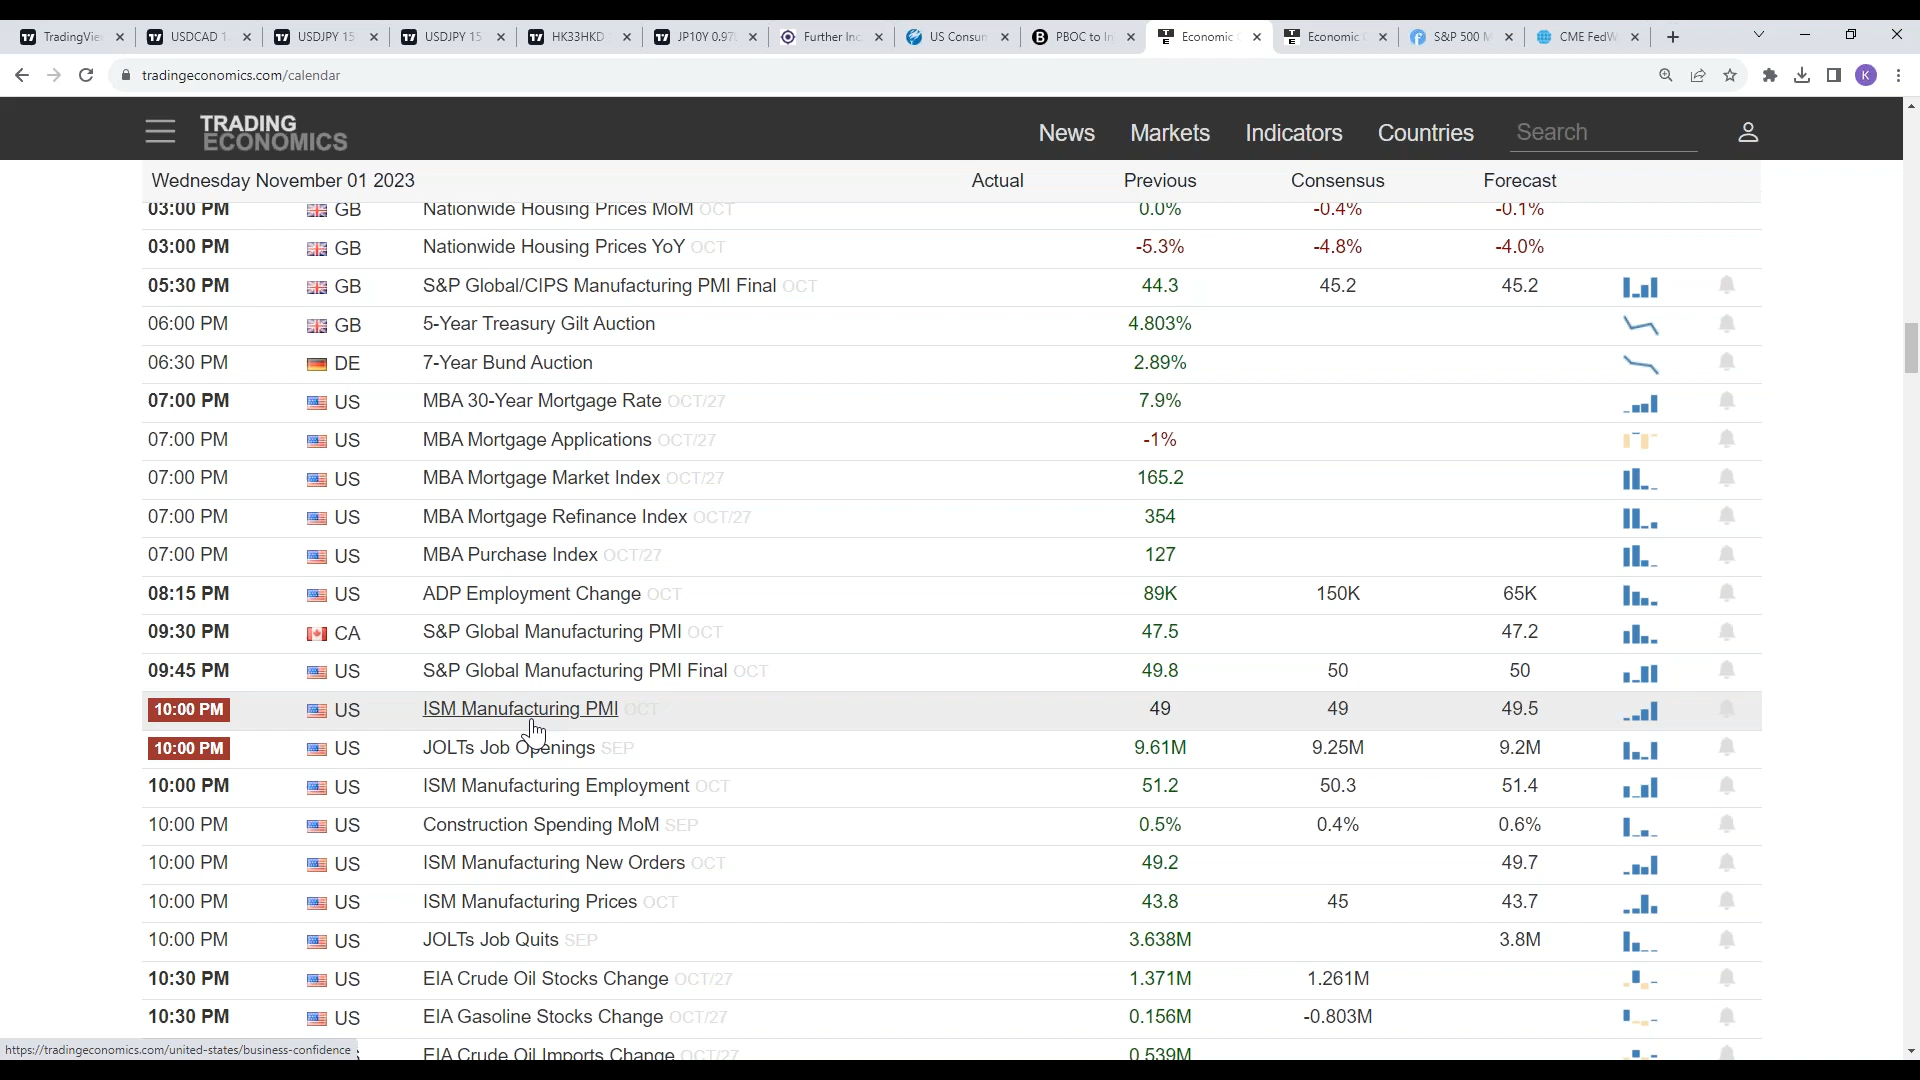 TradingVie USDCAD 1 USDJPY 15 USDJPY 15 HK33HKD JP10Y 0.97 Further Inc US Consum PBOC to In Economic C Economic C S&P 500 M CME FedW
tradingeconomics.com/calendar K
TRADING
ECONOMICS
News Markets Indicators Countries Search
Wednesday November 01 2023 Actual Previous Consensus Forecast
03:00 PM GB Nationwide Housing Prices MoM OCT 0.0% -0.4% -0.1%
03:00 PM GB Nationwide Housing Prices YoY OCT -5.3% -4.8% -4.0%
05:30 PM GB S&P Global/CIPS Manufacturing PMI Final OCT 44.3 45.2 45.2
06:00 PM GB 5-Year Treasury Gilt Auction 4.803%
06:30 PM DE 7-Year Bund Auction 2.89%
07:00 PM US MBA 30-Year Mortgage Rate OCT/27 7.9%
07:00 PM US MBA Mortgage Applications OCT/27 -1%
07:00 PM US MBA Mortgage Market Index OCT/27 165.2
07:00 PM US MBA Mortgage Refinance Index OCT/27 354
07:00 PM US MBA Purchase Index OCT/27 127
08:15 PM US ADP Employment Change OCT 89K 150K 65K
09:30 PM CA S&P Global Manufacturing PMI OCT 47.5 47.2
09:45 PM US S&P Global Manufacturing PMI Final OCT 49.8 50 50
10:00 PM US ISM Manufacturing PMI OCT 49 49 49.5
10:00 PM US JOLTs Job Openings SEP 9.61M 9.25M 9.2M
10:00 PM US ISM Manufacturing Employment OCT 51.2 50.3 51.4
10:00 PM US Construction Spending MoM SEP 0.5% 0.4% 0.6%
10:00 PM US ISM Manufacturing New Orders OCT 49.2 49.7
10:00 PM US ISM Manufacturing Prices OCT 43.8 45 43.7
10:00 PM US JOLTs Job Quits SEP 3.638M 3.8M
10:30 PM US EIA Crude Oil Stocks Change OCT/27 1.371M 1.261M
10:30 PM US EIA Gasoline Stocks Change OCT/27 0.156M -0.803M
EIA Crude Oil Imports Change OCT/27 0.539M
https://tradingeconomics.com/united-states/business-confidence